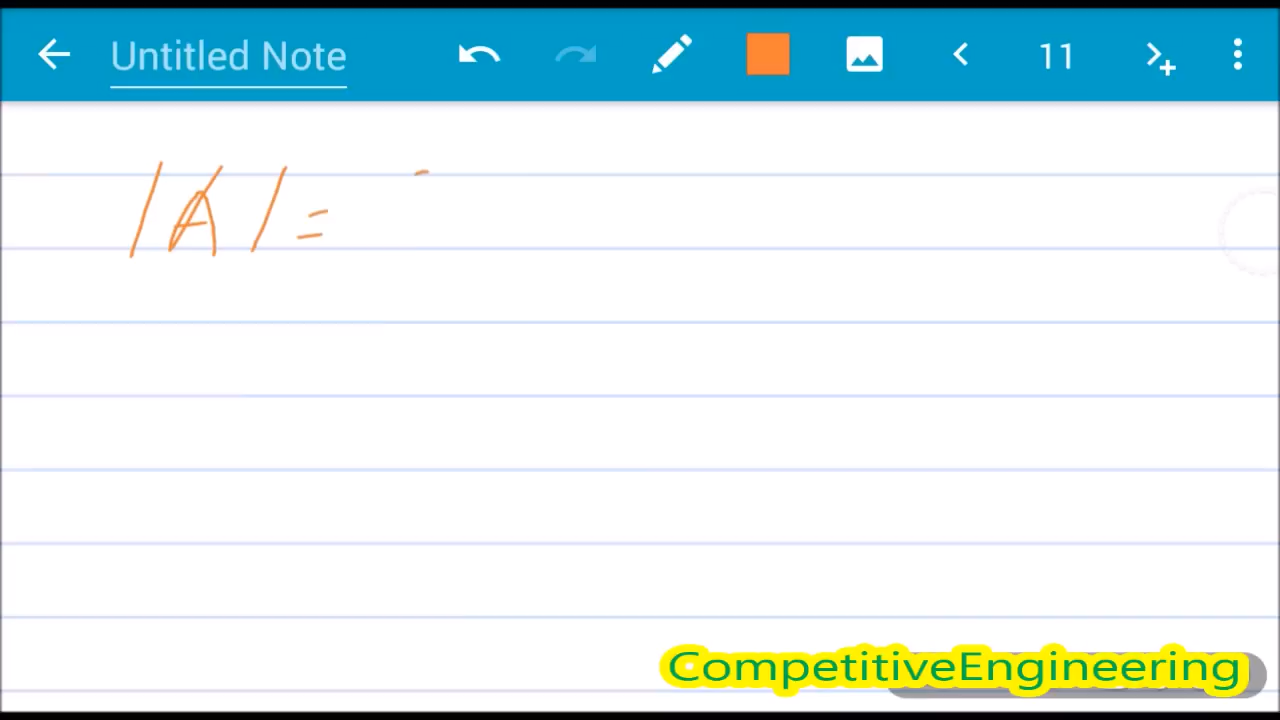 Untitled Note
11
|A| =
CompetitiveEngineering